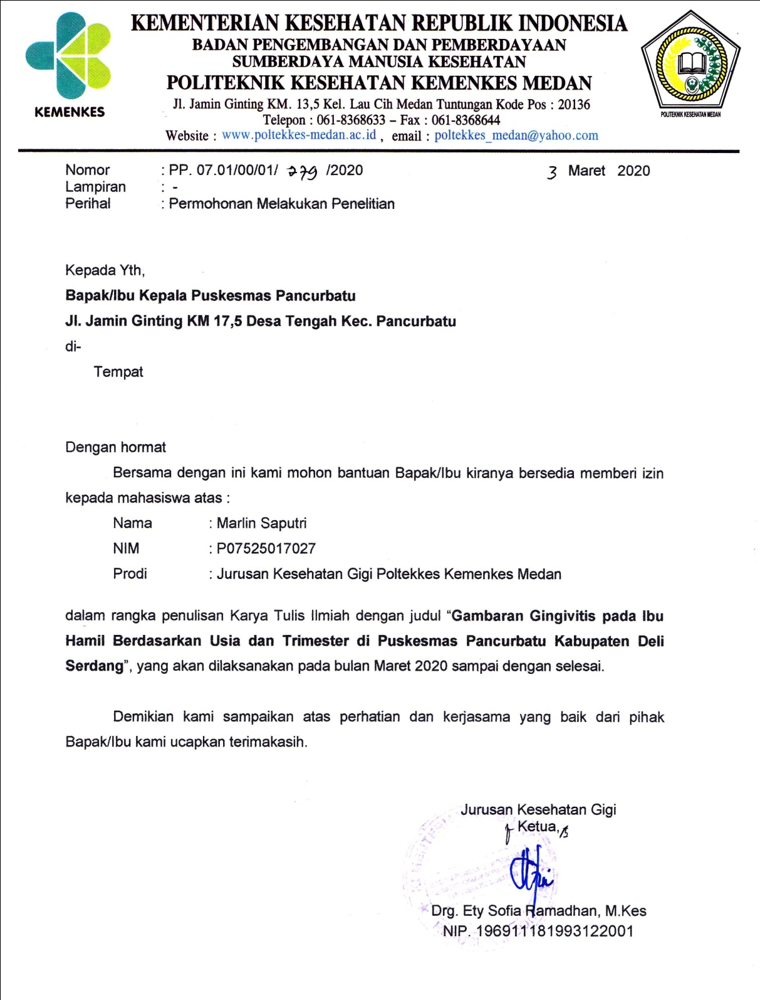 KEMENTERIAN KESEHATAN REPUBLIK INDONESIA
BADAN PENGEMBANGAN DAN PEMBERDAYAAN
SUMBERDAYA MANUSIA KESEHATAN
POLITEKNIK KESEHATAN KEMENKES MEDAN
Jl. Jamin Ginting KM. 13,5 Kel. Lau Cih Medan Tuntungan Kode Pos : 20136
Telepon : 061-8368633 – Fax : 061-8368644
Website : www.poltekkes-medan.ac.id , email : poltekkes_medan@yahoo.com
KEMENKES
POLITEKNIK KESEHATAN MEDAN
Nomor : PP. 07.01/00/01/ 279 /2020
3 Maret 2020
Lampiran : -
Perihal : Permohonan Melakukan Penelitian
Kepada Yth,
Bapak/Ibu Kepala Puskesmas Pancurbatu
Jl. Jamin Ginting KM 17,5 Desa Tengah Kec. Pancurbatu
di-
Tempat
Dengan hormat
Bersama dengan ini kami mohon bantuan Bapak/Ibu kiranya bersedia memberi izin
kepada mahasiswa atas :
Nama : Marlin Saputri
NIM : P07525017027
Prodi : Jurusan Kesehatan Gigi Poltekkes Kemenkes Medan
dalam rangka penulisan Karya Tulis Ilmiah dengan judul “Gambaran Gingivitis pada Ibu
Hamil Berdasarkan Usia dan Trimester di Puskesmas Pancurbatu Kabupaten Deli
Serdang”, yang akan dilaksanakan pada bulan Maret 2020 sampai dengan selesai.
Demikian kami sampaikan atas perhatian dan kerjasama yang baik dari pihak
Bapak/Ibu kami ucapkan terimakasih.
Jurusan Kesehatan Gigi
Ketua,
Drg. Ety Sofia Ramadhan, M.Kes
NIP. 196911181993122001